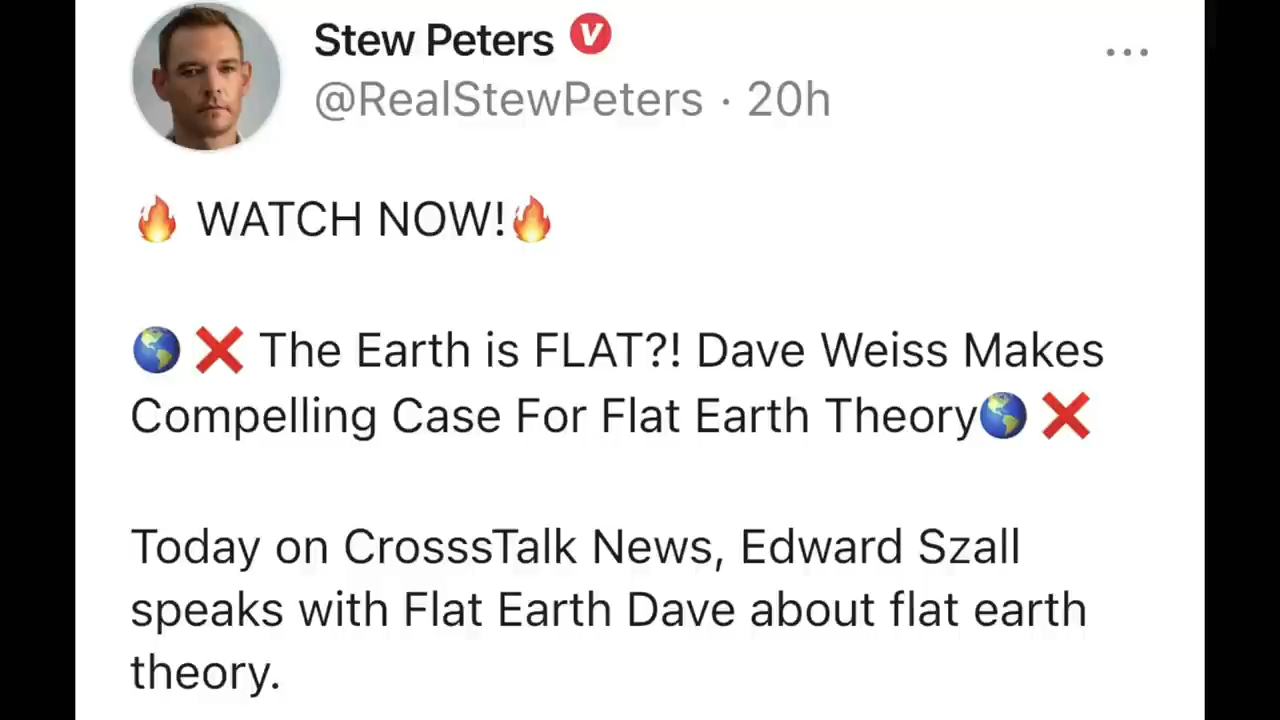 Stew Peters V
@RealStewPeters · 20h
🔥 WATCH NOW!🔥
🌎❌ The Earth is FLAT?! Dave Weiss Makes
Compelling Case For Flat Earth Theory🌎❌
Today on CrosssTalk News, Edward Szall
speaks with Flat Earth Dave about flat earth
theory.